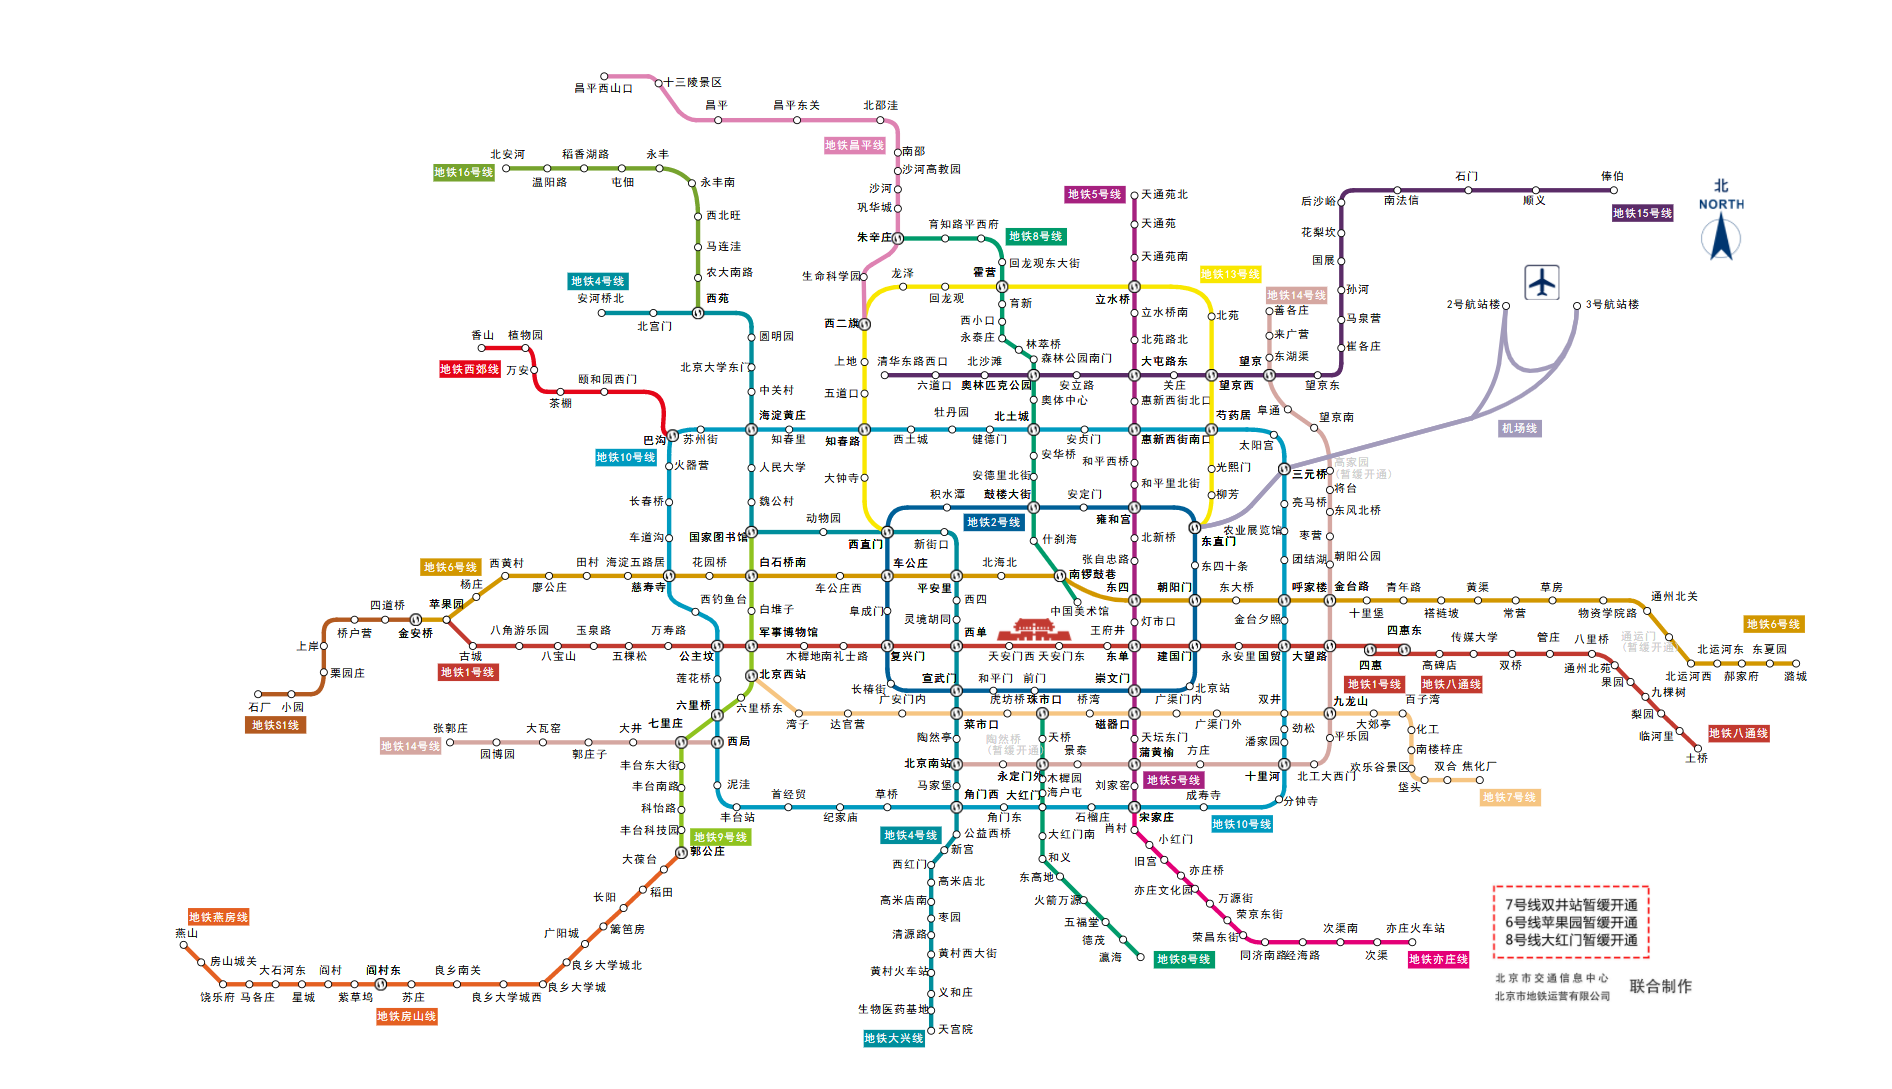 昌平西山口
十三陵景区
昌平
昌平东关
北邵洼
地铁昌平线
南邵
沙河高教园
沙河
巩华城
朱辛庄
生命科学园
西二旗
北安河
稻香湖路
永丰
地铁16号线
温阳路
屯佃
永丰南
西北旺
马连洼
农大南路
西苑
地铁4号线
安河桥北
北宫门
圆明园
北京大学东门
中关村
海淀黄庄
人民大学
魏公村
国家图书馆
动物园
西直门
新街口
平安里
西四
灵境胡同
西单
宣武门
菜市口
陶然亭
北京南站
马家堡
角门西
地铁4号线
公益西桥
新宫
西红门
高米店北
高米店南
枣园
清源路
黄村西大街
黄村火车站
义和庄
生物医药基地
天宫院
地铁大兴线
香山
植物园
地铁西郊线
万安
茶棚
颐和园西门
巴沟
地铁10号线
苏州街
知春里
知春路
西土城
牡丹园
健德门
北土城
安贞门
惠新西街南口
芍药居
太阳宫
三元桥
亮马桥
农业展览馆
团结湖
呼家楼
金台夕照
国贸
双井
劲松
潘家园
十里河
分钟寺
成寿寺
地铁10号线
宋家庄
石榴庄
大红门
角门东
草桥
纪家庙
首经贸
丰台站
泥洼
西局
六里桥
莲花桥
公主坟
西钓鱼台
慈寿寺
车道沟
长春桥
火器营
育知路
平西府
地铁8号线
回龙观东大街
霍营
育新
西小口
永泰庄
林萃桥
森林公园南门
奥林匹克公园
奥体中心
安华桥
安德里北街
鼓楼大街
什刹海
南锣鼓巷
中国美术馆
珠市口
天桥
永定门外
木樨园
海户屯
大红门南
和义
东高地
火箭万源
五福堂
德茂
瀛海
地铁8号线
龙泽
回龙观
立水桥
地铁13号线
北苑
望京西
光熙门
柳芳
东直门
上地
五道口
大钟寺
地铁5号线
天通苑北
天通苑
天通苑南
立水桥南
北苑路北
大屯路东
惠新西街北口
和平西桥
和平里北街
雍和宫
北新桥
张自忠路
东四
灯市口
东单
崇文门
磁器口
天坛东门
蒲黄榆
地铁5号线
刘家窑
清华东路西口
六道口
北沙滩
安立路
关庄
望京
望京东
崔各庄
马泉营
孙河
国展
花梨坎
后沙峪
南法信
石门
顺义
俸伯
地铁15号线
地铁14号线
善各庄
来广营
东湖渠
阜通
望京南
高家园
(暂缓开通)
将台
东风北桥
枣营
朝阳公园
金台路
大望路
九龙山
平乐园
北工大西门
方庄
景泰
陶然桥
(暂缓开通)
地铁14号线
张郭庄
园博园
大瓦窑
郭庄子
大井
七里庄
2号航站楼
3号航站楼
机场线
地铁2号线
积水潭
安定门
东四十条
朝阳门
建国门
北京站
前门
和平门
长椿街
复兴门
阜成门
车公庄
地铁6号线
西黄村
杨庄
苹果园
金安桥
廖公庄
田村
海淀五路居
花园桥
白石桥南
车公庄西
北海北
东大桥
十里堡
青年路
褡裢坡
黄渠
常营
草房
物资学院路
通州北关
通运门
(暂缓开通)
地铁6号线
北运河西
北运河东
郝家府
东夏园
潞城
四道桥
桥户营
上岸
栗园庄
石厂
小园
地铁S1线
地铁1号线
古城
八角游乐园
八宝山
玉泉路
五棵松
万寿路
军事博物馆
木樨地
南礼士路
天安门西
天安门东
王府井
永安里
四惠
四惠东
地铁1号线
地铁八通线
高碑店
传媒大学
双桥
管庄
八里桥
通州北苑
果园
九棵树
梨园
临河里
土桥
地铁八通线
白堆子
北京西站
六里桥东
丰台东大街
丰台南路
科怡路
丰台科技园
地铁9号线
郭公庄
湾子
达官营
广安门内
虎坊桥
桥湾
广渠门内
广渠门外
大郊亭
百子湾
化工
南楼梓庄
欢乐谷景区
垡头
双合
焦化厂
地铁7号线
大葆台
稻田
长阳
篱笆房
广阳城
良乡大学城北
良乡大学城
良乡大学城西
良乡南关
苏庄
阎村东
地铁房山线
紫草坞
阎村
星城
大石河东
马各庄
饶乐府
房山城关
燕山
地铁燕房线
肖村
小红门
旧宫
亦庄桥
亦庄文化园
万源街
荣京东街
荣昌东街
同济南路
经海路
次渠南
次渠
亦庄火车站
地铁亦庄线
北
NORTH
7号线双井站暂缓开通
6号线苹果园暂缓开通
8号线大红门暂缓开通
北京市交通信息中心
北京市地铁运营有限公司
联合制作